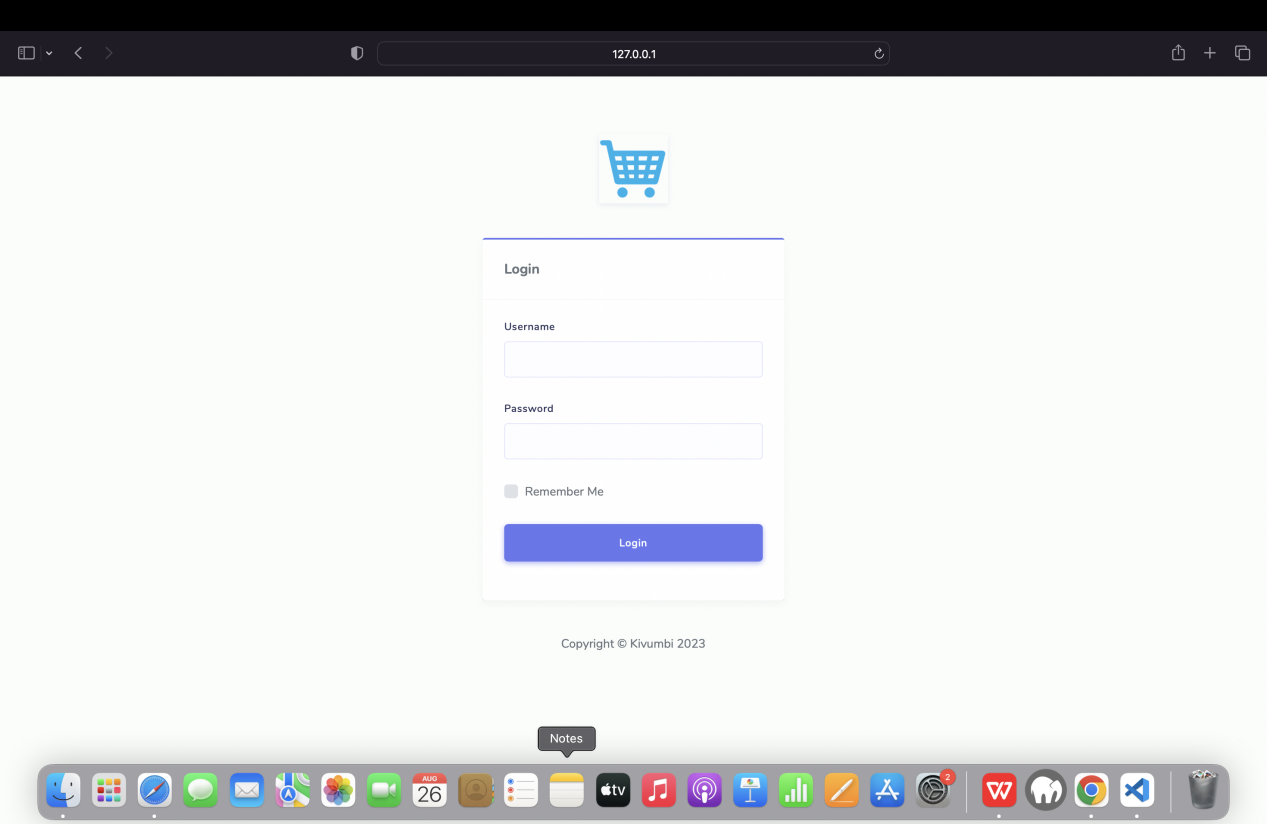 127.0.0.1
Login
Username
Password
Remember Me
Login
Copyright © Kivumbi 2023
Notes
AUG
26
tv
2
W